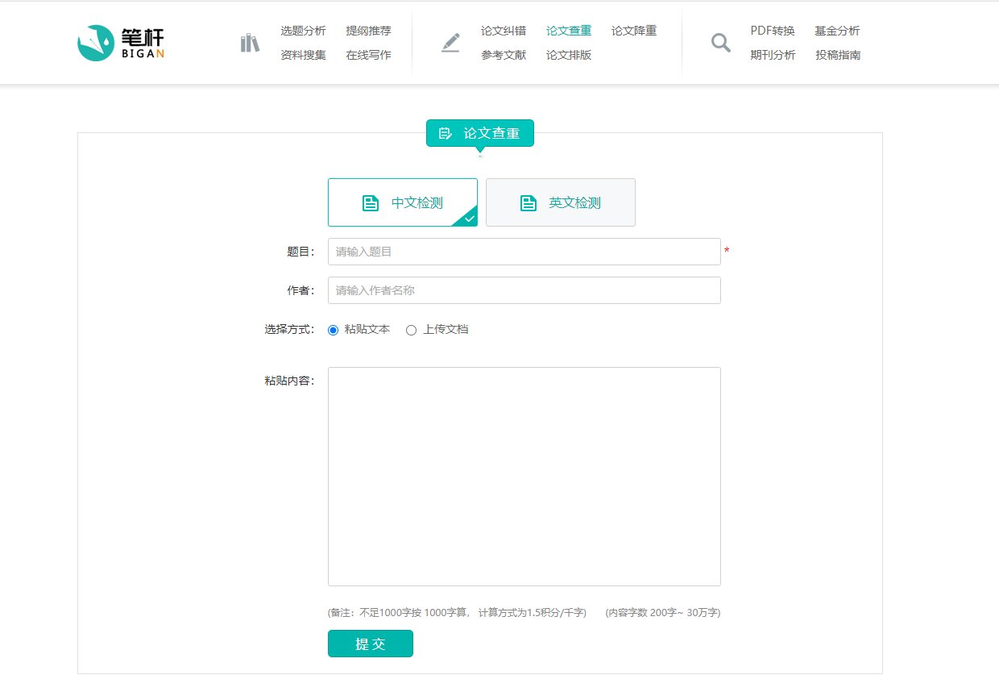 笔杆
BIGAN
选题分析 提纲推荐
资料搜集 在线写作
论文纠错 论文查重 论文降重
参考文献 论文排版
PDF转换 基金分析
期刊分析 投稿指南
论文查重
中文检测 英文检测
题目： 请输入题目 *
作者： 请输入作者名称
选择方式： 粘贴文本 上传文档
粘贴内容：
(备注：不足1000字按 1000字算， 计算方式为1.5积分/千字) (内容字数 200字~ 30万字)
提 交